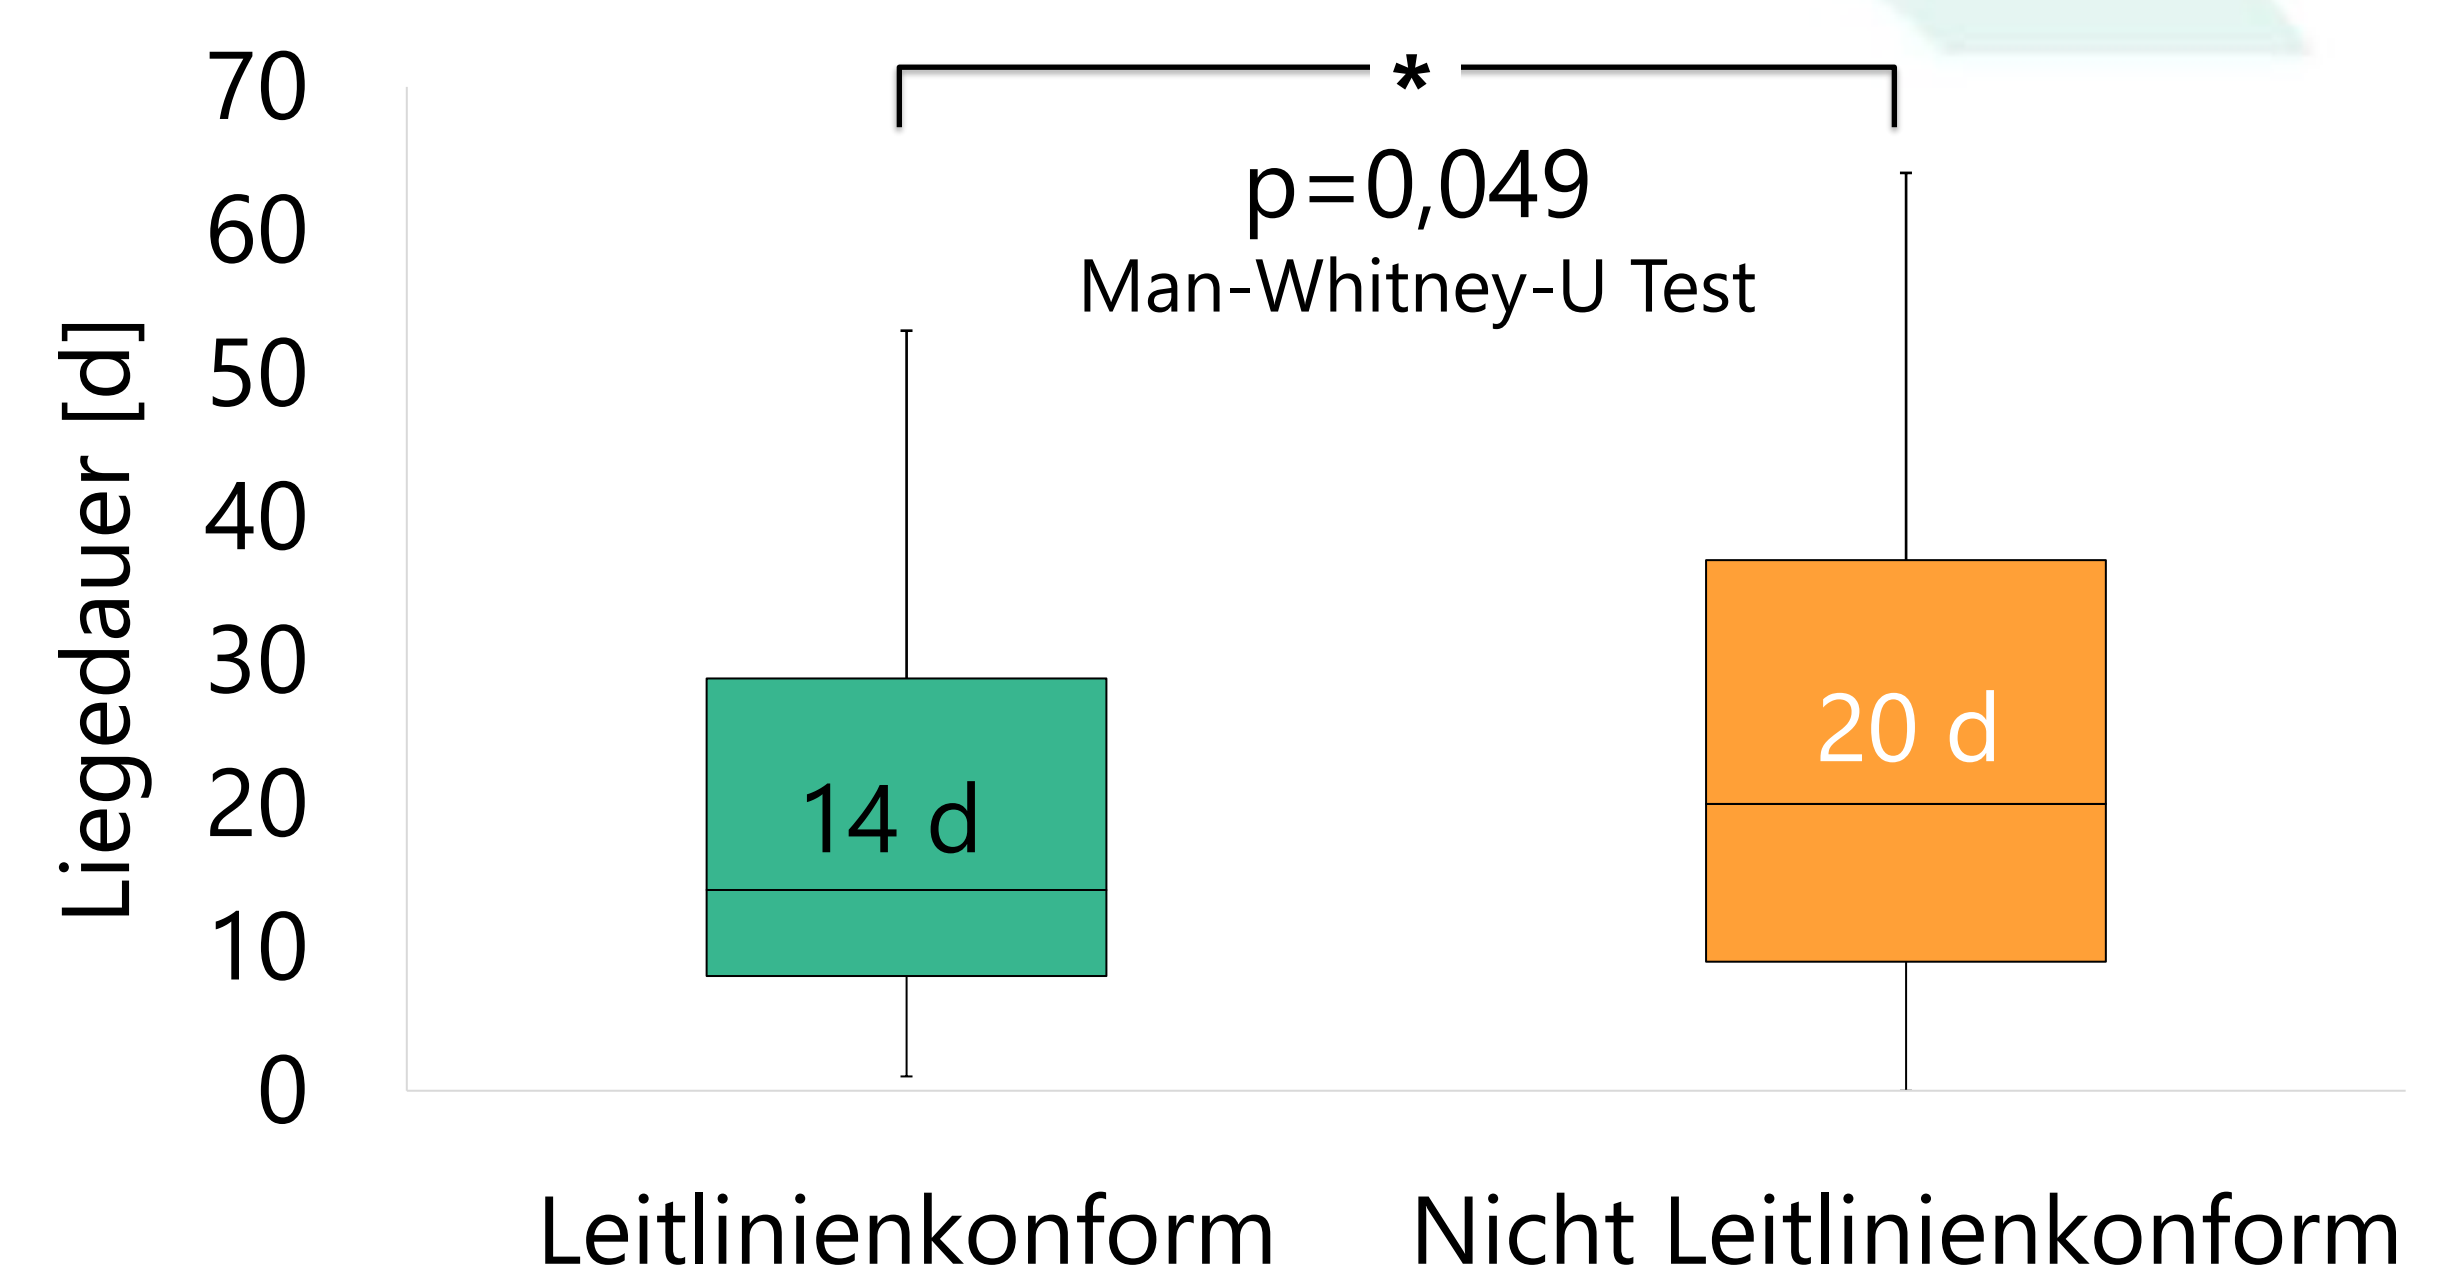 *
p=0,049
Man-Whitney-U Test
Liegedauer [d]
70
60
50
40
30
20
10
0
14 d
20 d
Leitlinienkonform
Nicht Leitlinienkonform